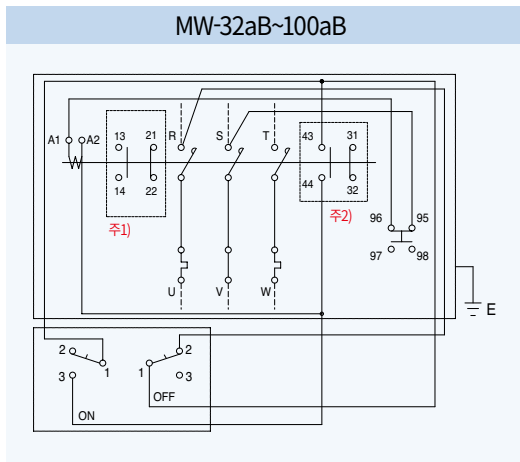 MW-32aB~100aB
13 21 R S T 43 31
A1 A2
14 22 44 32
주1) 주2)
96 95
97 98
U V W
E
2 1 3 ON
2 1 3 OFF